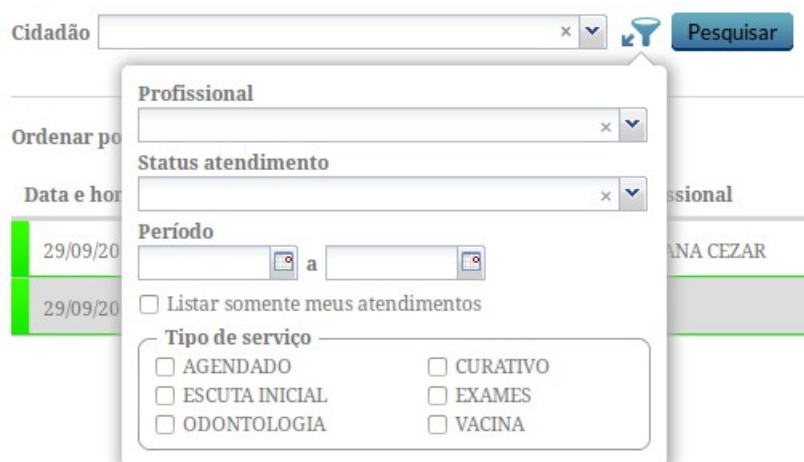 Cidadão
Pesquisar
Profissional
Ordenar po
Status atendimento
Data e hor
ssional
Período
29/09/20
a
ANA CEZAR
Listar somente meus atendimentos
29/09/20
Tipo de serviço
AGENDADO CURATIVO
ESCUTA INICIAL EXAMES
ODONTOLOGIA VACINA